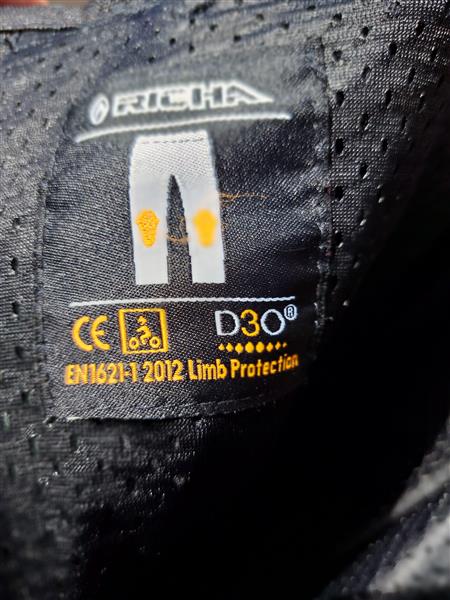 RICHA
CE D3O®
EN1621-1 2012 Limb Protection